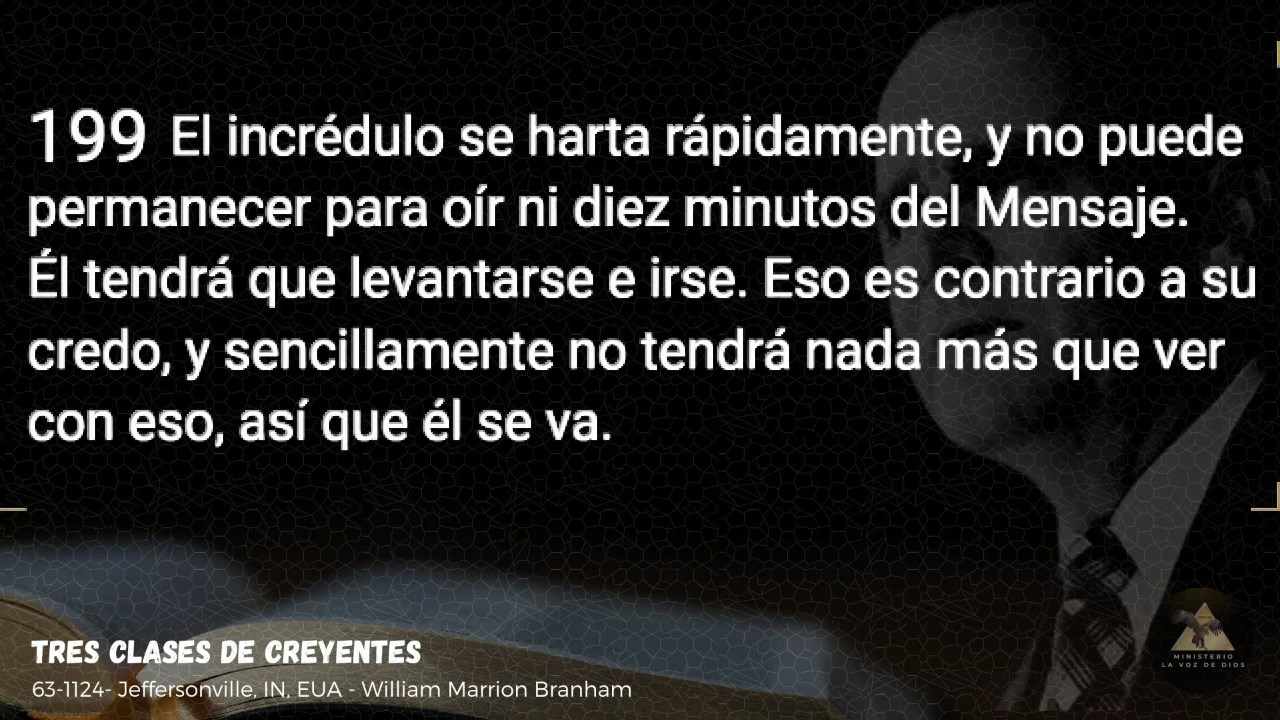 199 El incrédulo se harta rápidamente, y no puede
permanecer para oír ni diez minutos del Mensaje.
Él tendrá que levantarse e irse. Eso es contrario a su
credo, y sencillamente no tendrá nada más que ver
con eso, así que él se va.
TRES CLASES DE CREYENTES
63-1124- Jeffersonville, IN, EUA - William Marrion Branham
MINISTERIO
LA VOZ DE DIOS